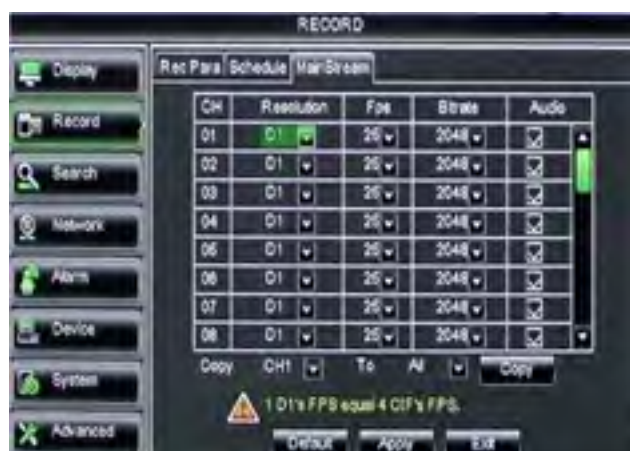 RECORD
Display
Record
Search
Network
Alarm
Device
System
Advanced
Rec Para Schedule MainStream
CH Resolution Fps Bitrate Audio
01 D1 25 2048
02 D1 25 2048
03 D1 25 2048
04 D1 25 2048
05 D1 25 2048
06 D1 25 2048
07 D1 25 2048
08 D1 25 2048
Copy CH1 To All Copy
1 D1's FPS equal 4 CIF's FPS.
Default Apply Exit